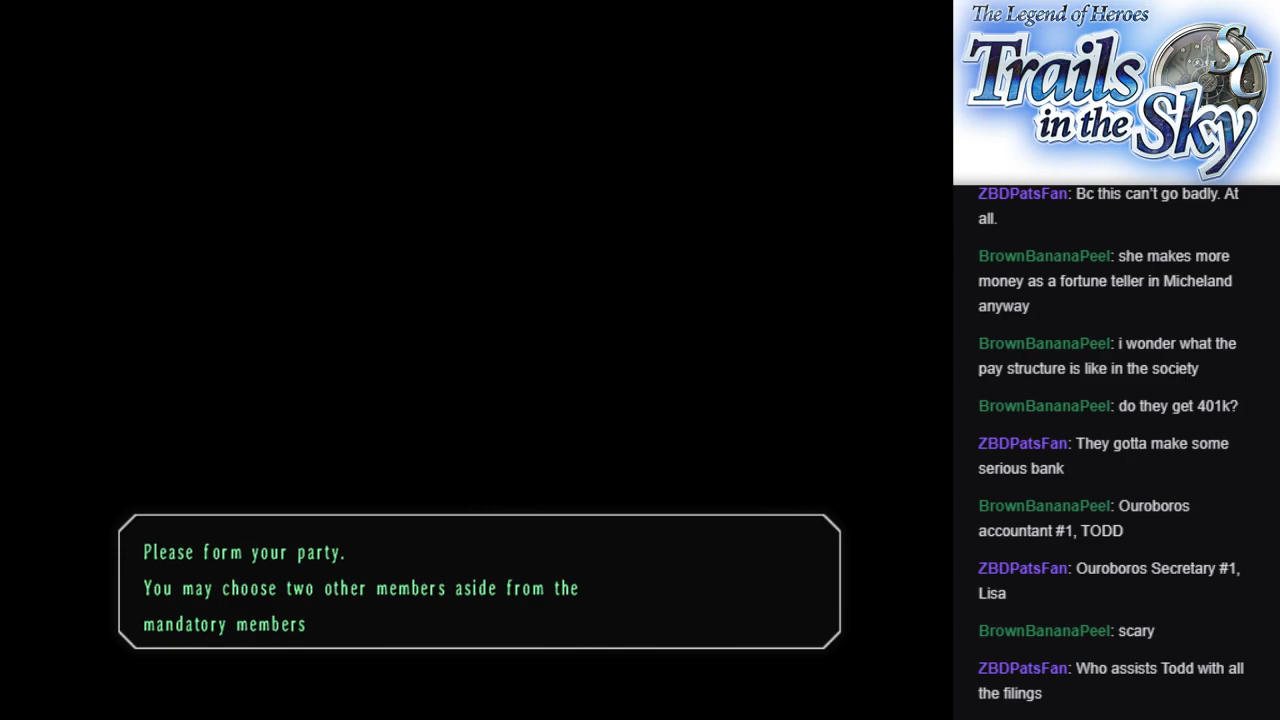 Please form your party.
You may choose two other members aside from the
mandatory members
The Legend of Heroes
Trails
in the
Sky
SC
ZBDPatsFan: Bc this can't go badly. At
all.
BrownBananaPeel: she makes more
money as a fortune teller in Micheland
anyway
BrownBananaPeel: i wonder what the
pay structure is like in the society
BrownBananaPeel: do they get 401k?
ZBDPatsFan: They gotta make some
serious bank
BrownBananaPeel: Ouroboros
accountant #1, TODD
ZBDPatsFan: Ouroboros Secretary #1,
Lisa
BrownBananaPeel: scary
ZBDPatsFan: Who assists Todd with all
the filings